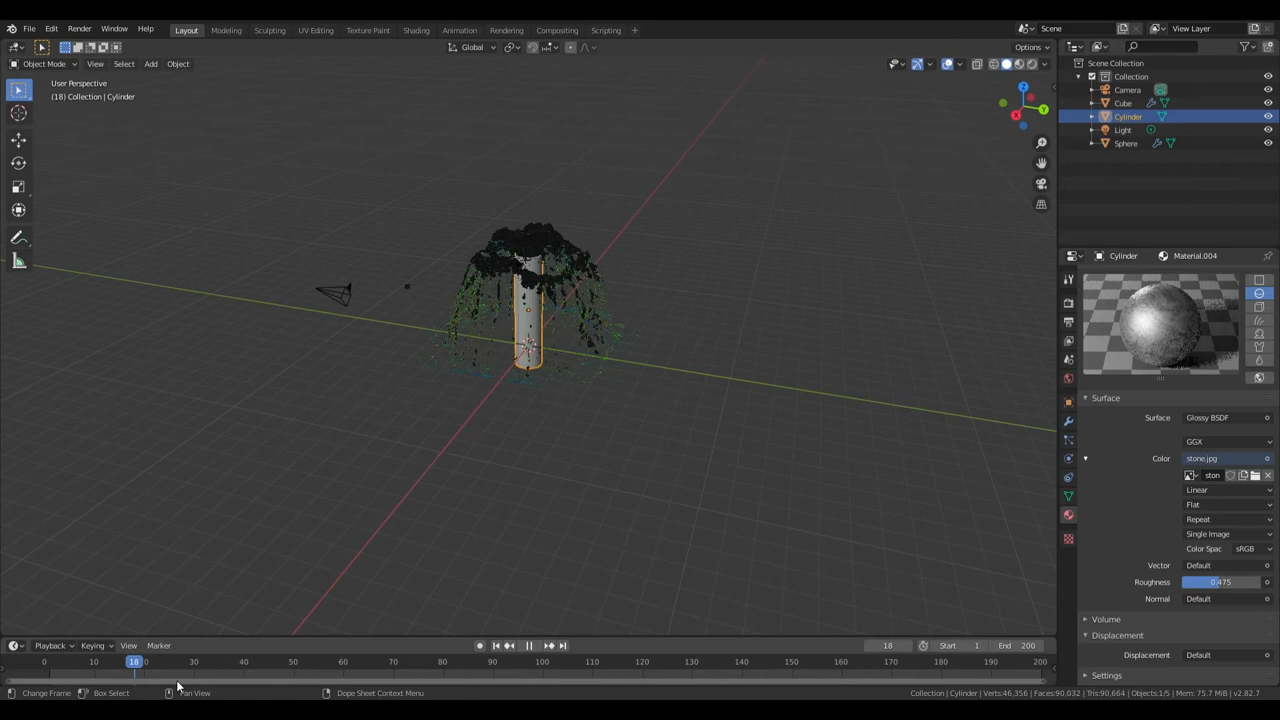 File Edit Render Window Help Layout Modeling Sculpting UV Editing Texture Paint Shading Animation Rendering Compositing Scripting + Scene View Layer
Global Options
Object Mode View Select Add Object
User Perspective
(18) Collection | Cylinder
Z
Y
X
Scene Collection
Collection
Camera
Cube
Cylinder
Light
Sphere
Cylinder Material.004
Surface
Surface Glossy BSDF
GGX
Color stone.jpg
ston
Linear
Flat
Repeat
Single Image
Color Spac sRGB
Vector Default
Roughness 0.475
Normal Default
Volume
Displacement
Displacement Default
Settings
Playback Keying View Marker 18 Start 1 End 200
0 10 18 20 30 40 50 60 70 80 90 100 110 120 130 140 150 160 170 180 190 200
Change Frame Box Select Pan View Dope Sheet Context Menu Collection | Cylinder | Verts:46,356 | Faces:90,032 | Tris:90,664 | Objects:1/5 | Mem: 75.7 MiB | v2.82.7